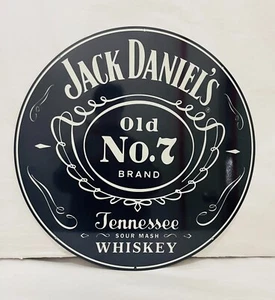 JACK DANIEL'S
Old
No.7
BRAND
Tennessee
SOUR MASH
WHISKEY